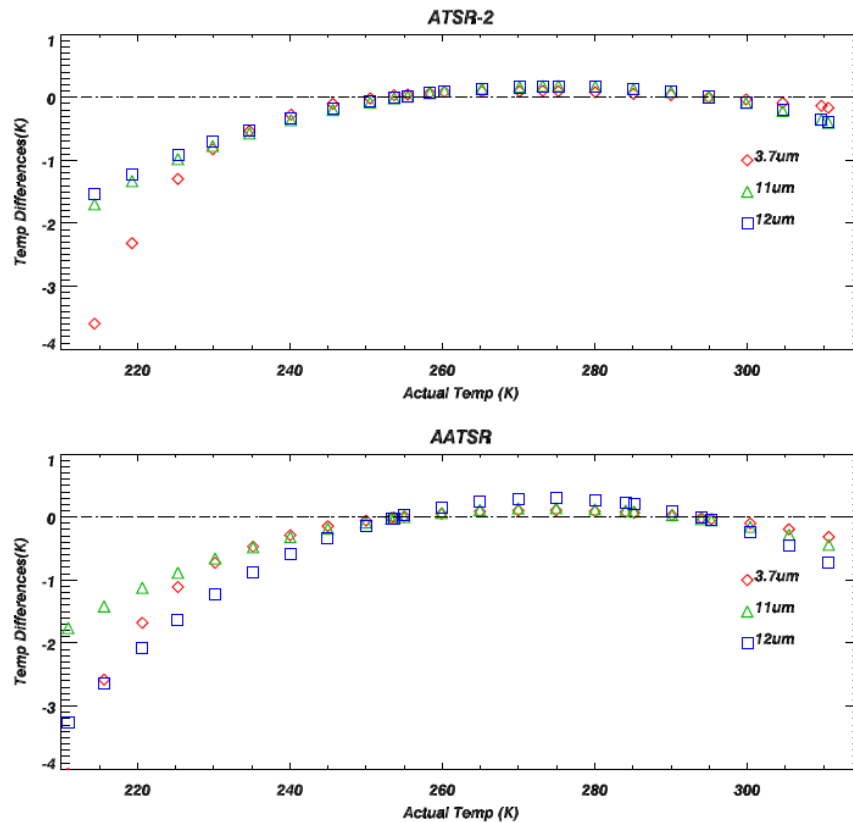 ATSR-2
1
0
-1
-2
-3
-4
Temp Differences(K)
3.7um
11um
12um
220 240 260 280 300
Actual Temp (K)
AATSR
1
0
-1
-2
-3
-4
Temp Differences(K)
3.7um
11um
12um
220 240 260 280 300
Actual Temp (K)